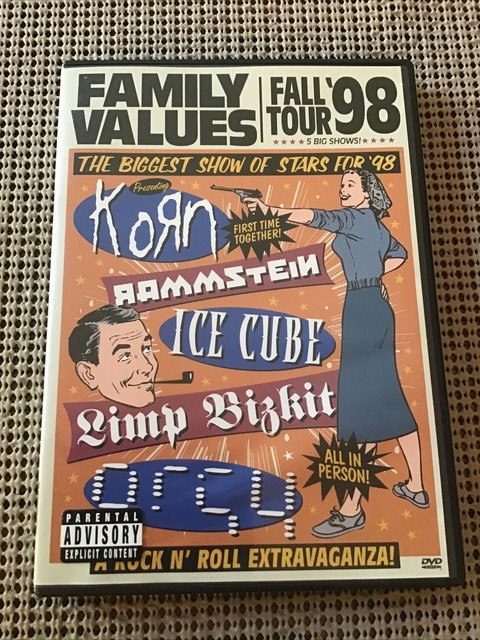 FAMILY VALUES
FALL TOUR '98
★★★★5 BIG SHOWS!★★★★
THE BIGGEST SHOW OF STARS FOR '98
Presenting
KoЯn
FIRST TIME TOGETHER!
RAMMSTEIN
ICE CUBE
Limp Bizkit
orgy
ALL IN PERSON!
PARENTAL
ADVISORY
EXPLICIT CONTENT
A ROCK N' ROLL EXTRAVAGANZA!
DVD